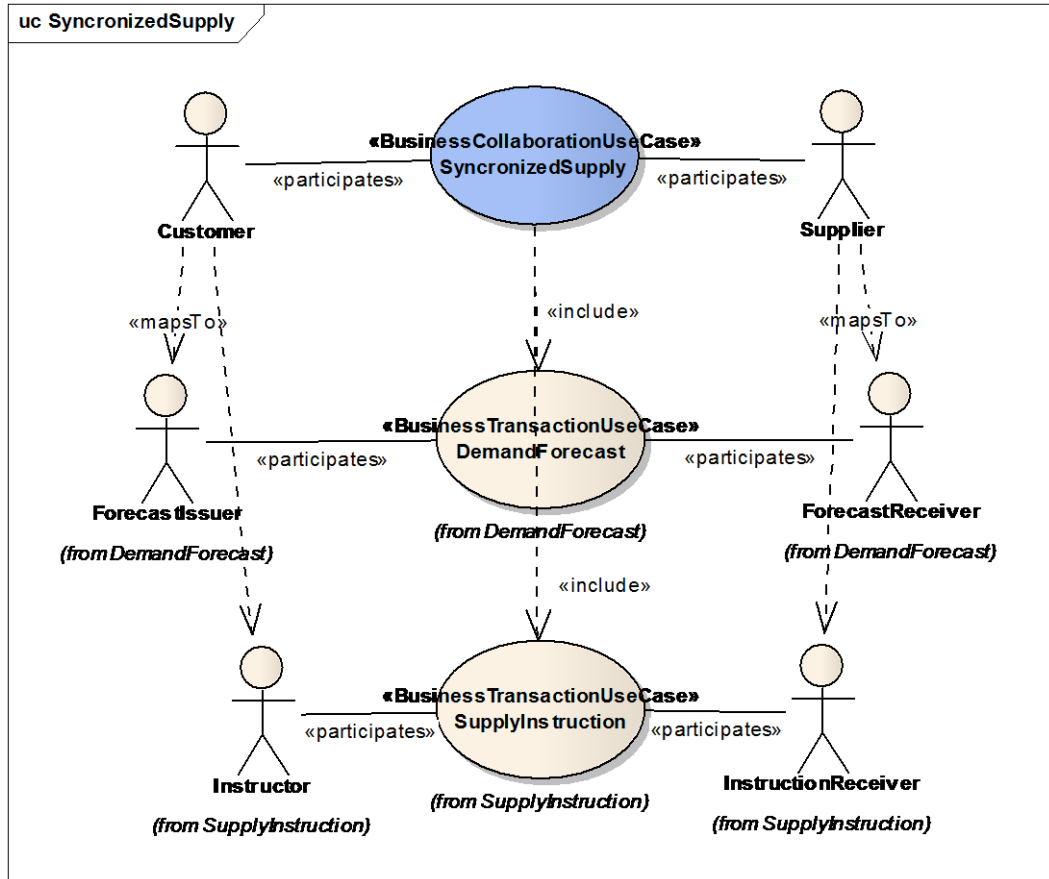 uc SyncronizedSupply
«BusinessCollaborationUseCase»
SyncronizedSupply
«participates»
«participates»
Customer
Supplier
«mapsTo»
«include»
«mapsTo»
«BusinessTransactionUseCase»
DemandForecast
«participates»
«participates»
ForecastIssuer
(from DemandForecast)
(from DemandForecast)
ForecastReceiver
(from DemandForecast)
«include»
«BusinessTransactionUseCase»
SupplyInstruction
«participates»
«participates»
Instructor
(from SupplyInstruction)
(from SupplyInstruction)
InstructionReceiver
(from SupplyInstruction)